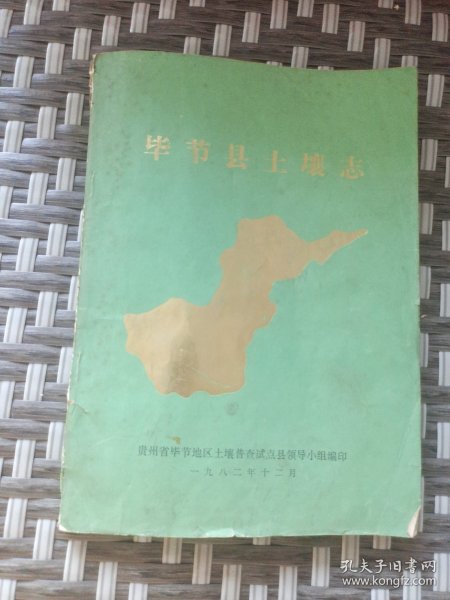 毕节县土壤志
贵州省毕节地区土壤普查试点县领导小组编印
一九八二年十二月
孔夫子旧书网
www.kongfz.com